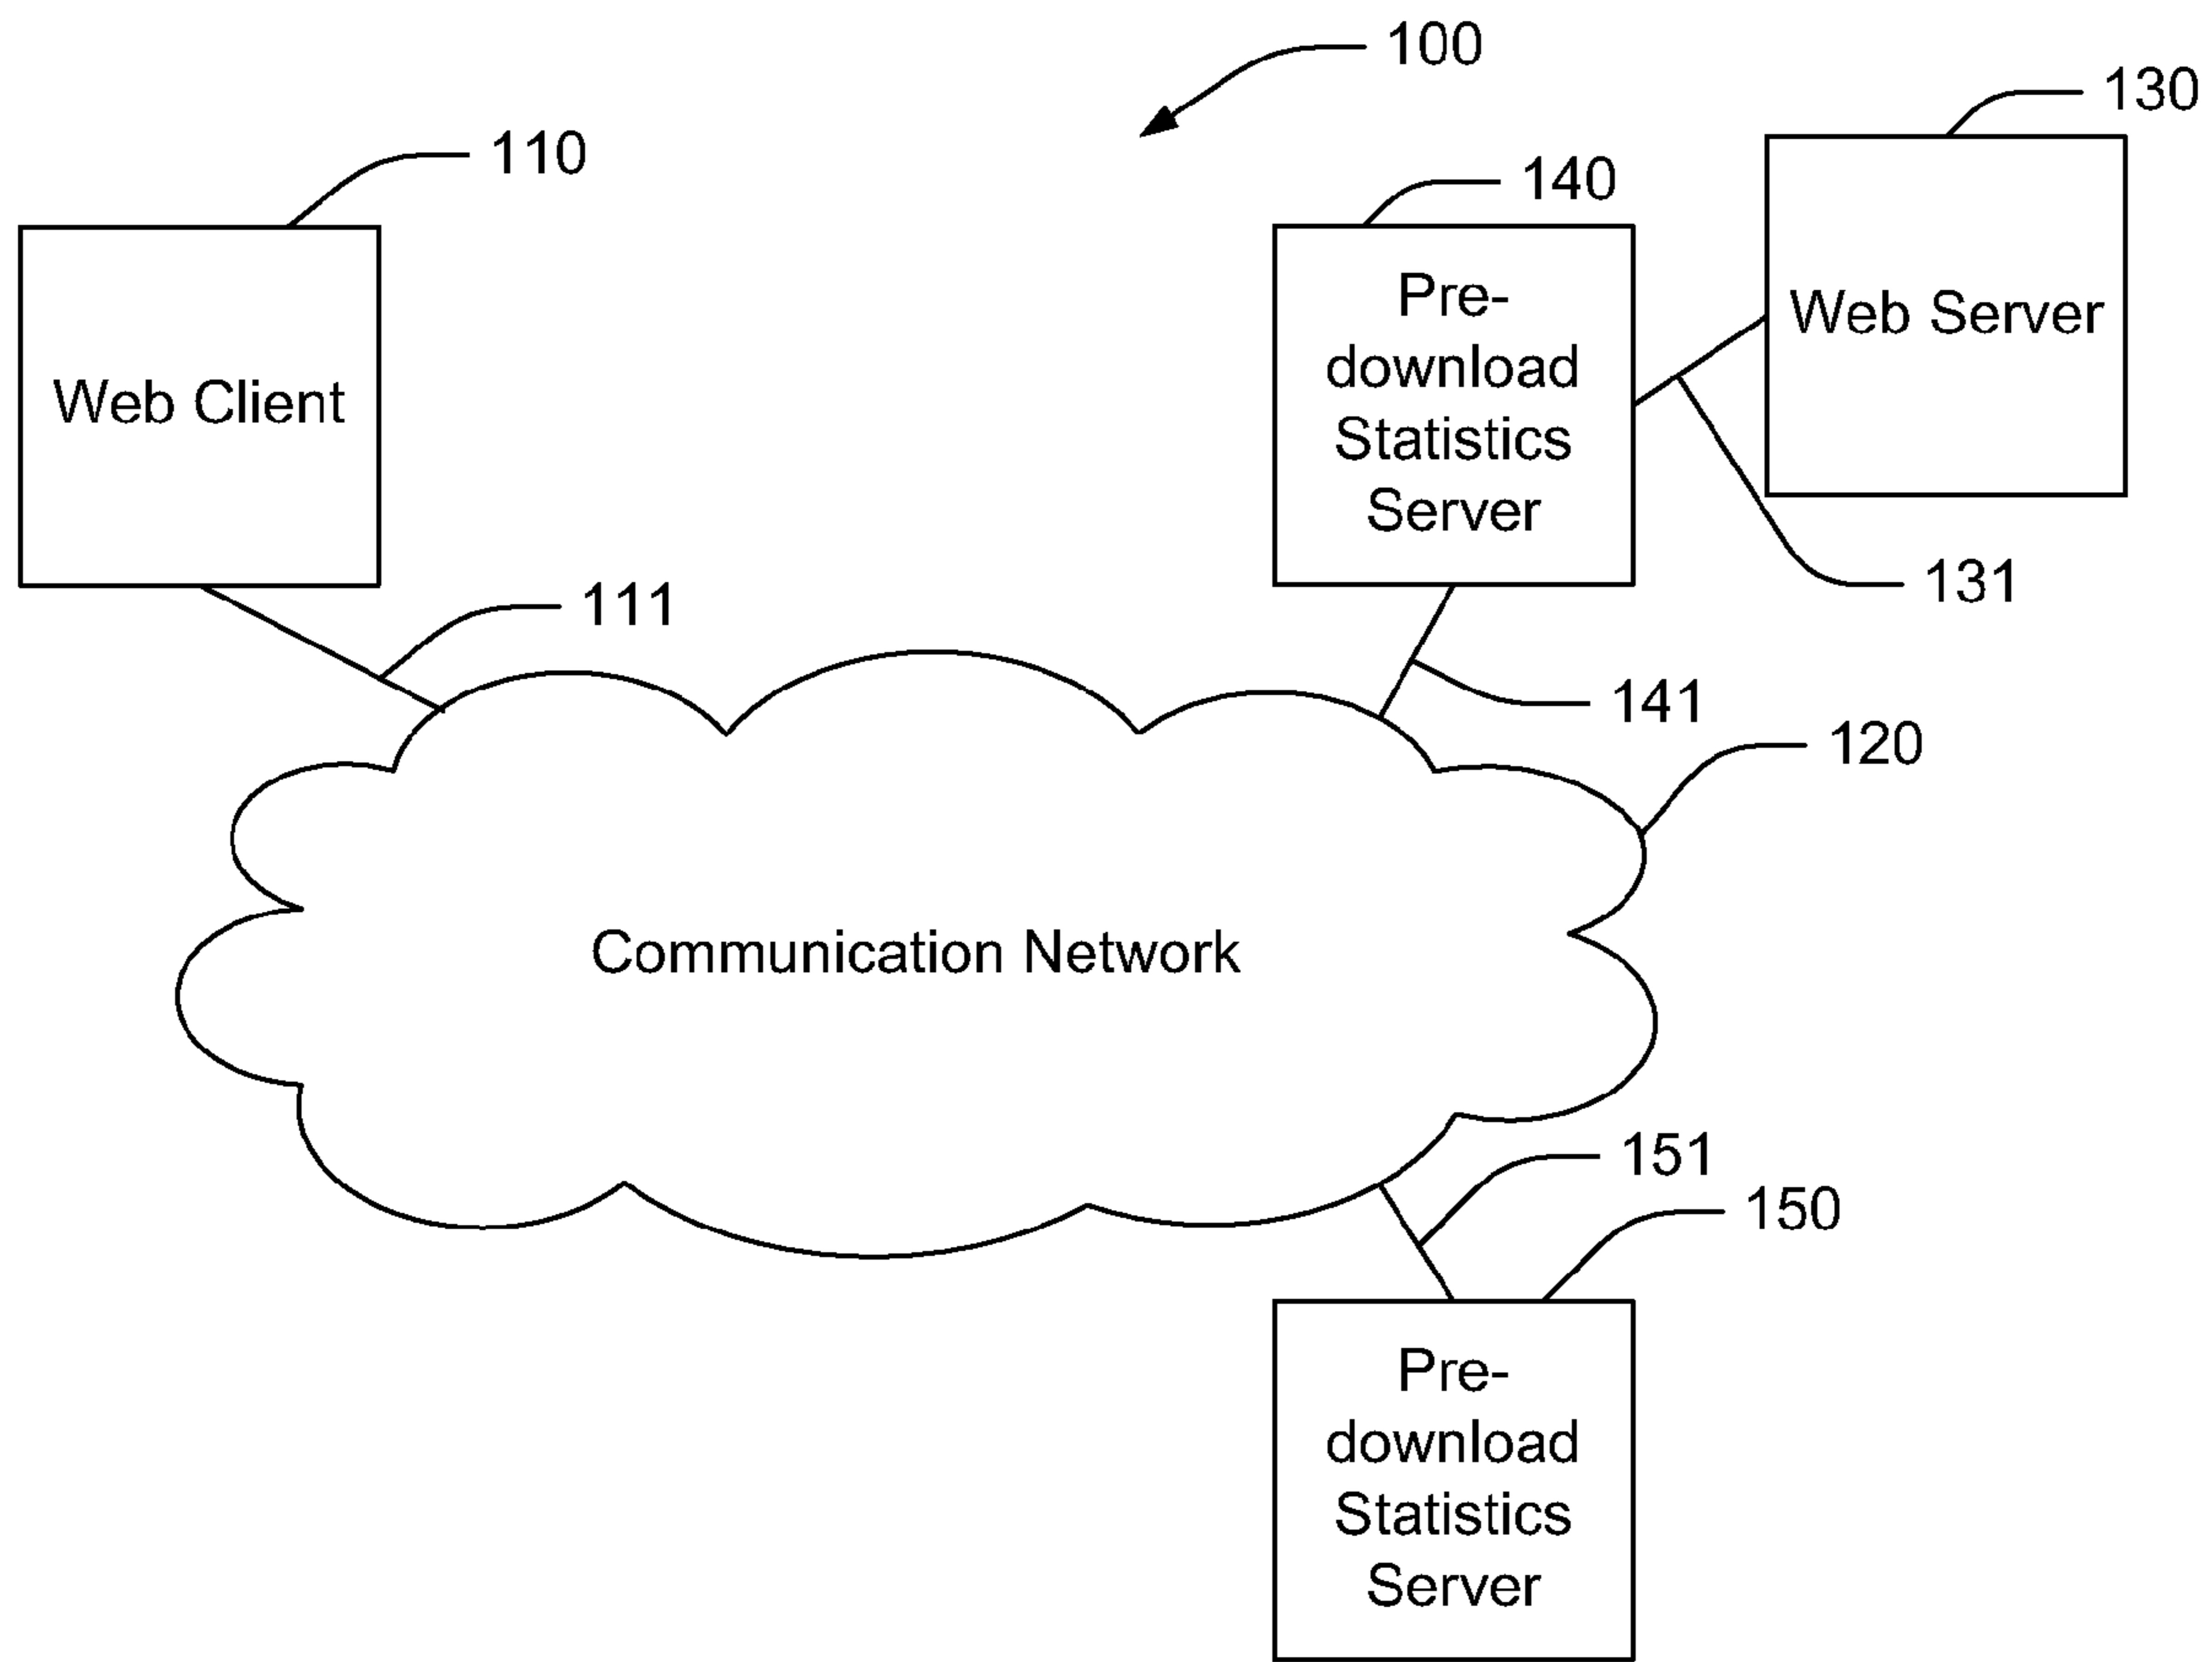 100
130
110
140
Web Client
Pre-
download
Statistics
Server
Web Server
111
131
141
120
Communication Network
151
150
Pre-
download
Statistics
Server